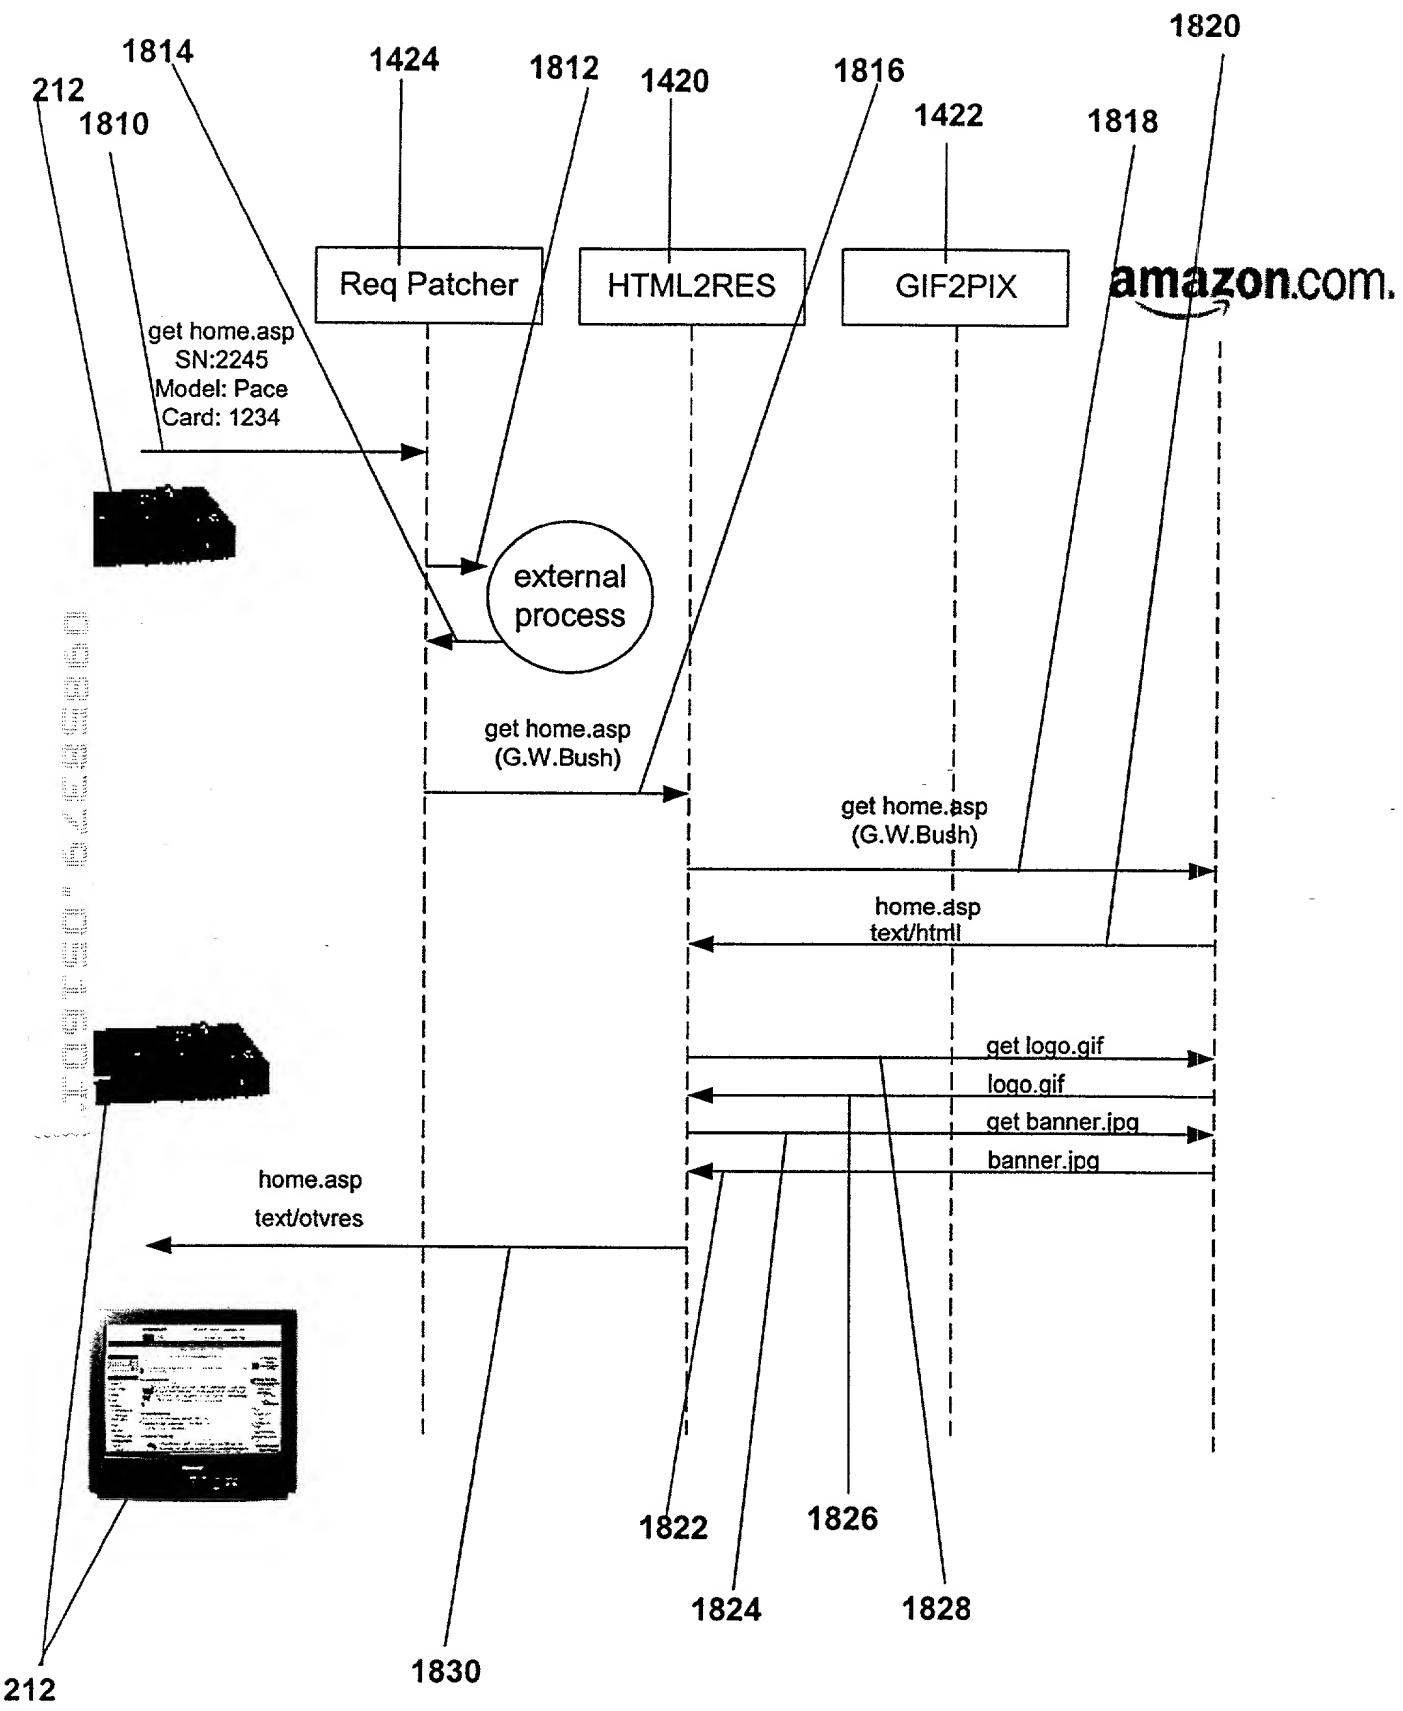 1820
1814
1424
1812
1420
1816
212
1810
1422
1818
Req Patcher
HTML2RES
GIF2PIX
amazon.com.
get home.asp
SN:2245
Model: Pace
Card: 1234
external
process
get home.asp
(G.W.Bush)
get home.asp
(G.W.Bush)
home.asp
text/html
get logo.gif
logo.gif
get banner.jpg
banner.jpg
home.asp
text/otvres
1822
1826
1824
1828
1830
212